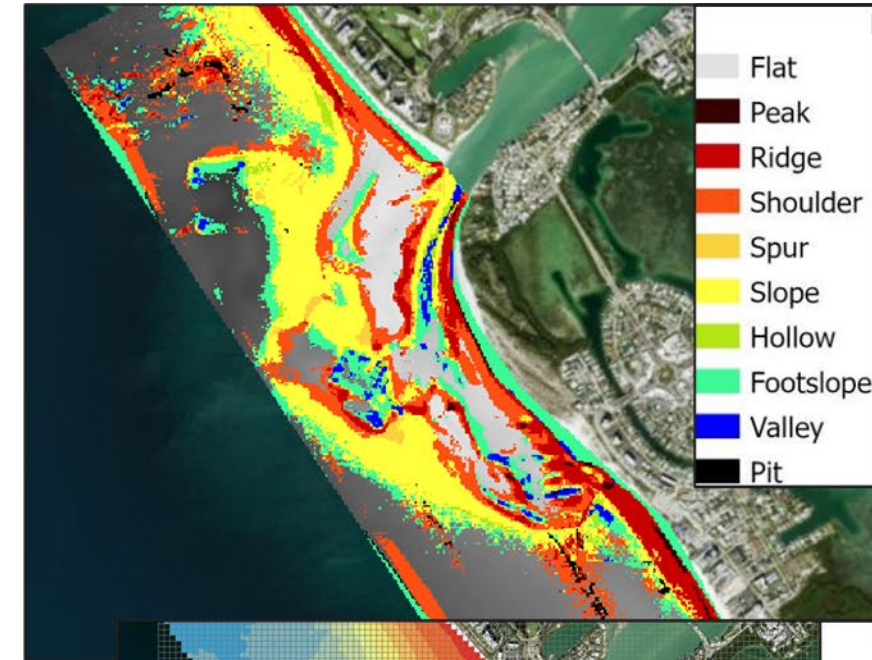 Flat
Peak
Ridge
Shoulder
Spur
Slope
Hollow
Footslope
Valley
Pit